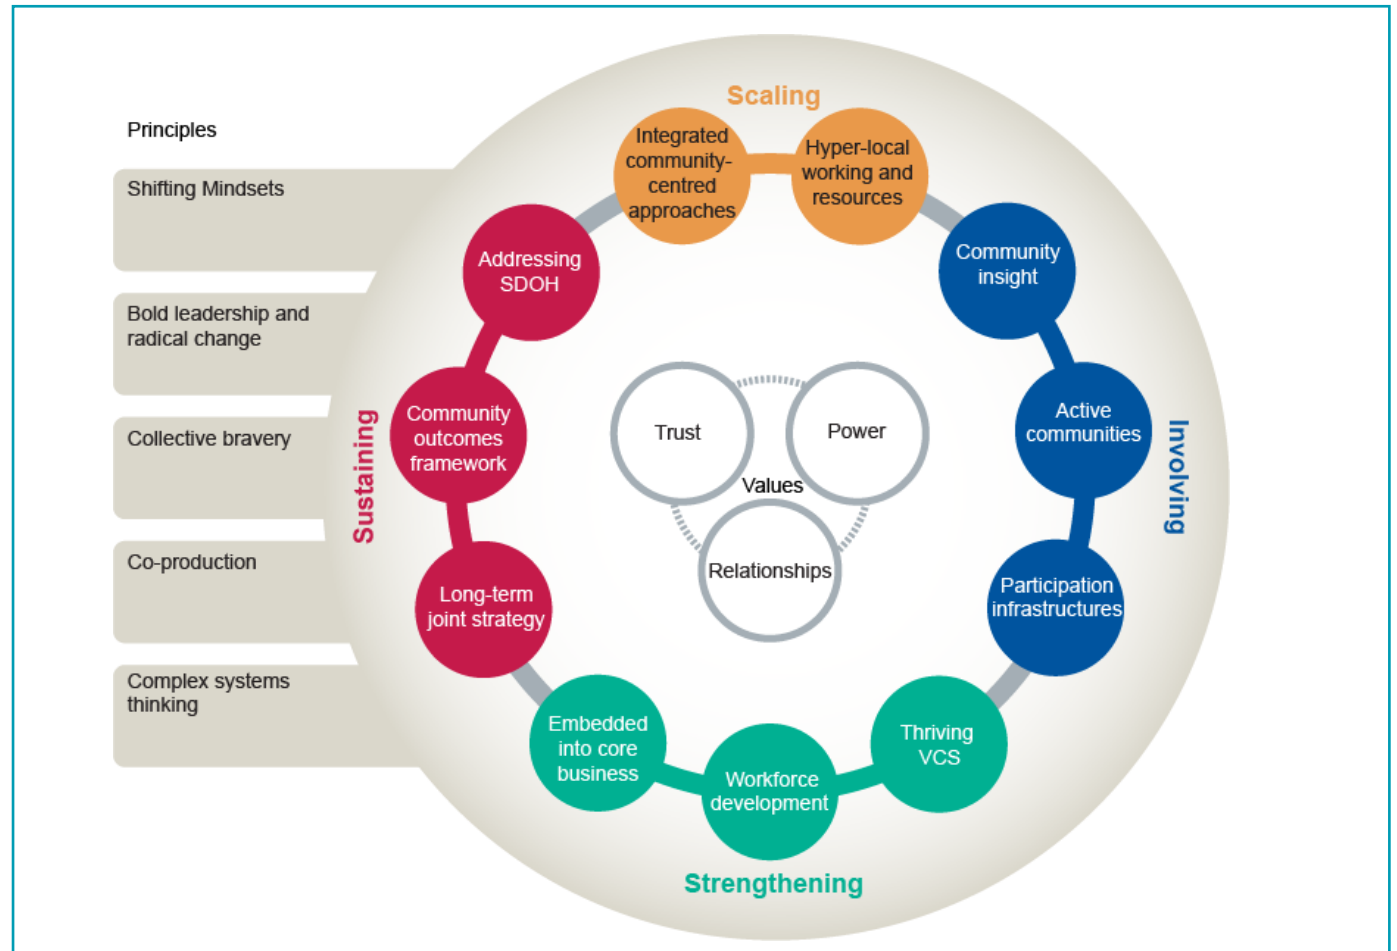 Principles
Shifting Mindsets
Bold leadership and
radical change
Collective bravery
Co-production
Complex systems
thinking
Scaling
Integrated
community-
centred
approaches
Hyper-local
working and
resources
Community
insight
Active
communities
Participation
infrastructures
Involving
Thriving
VCS
Workforce
development
Embedded
into core
business
Strengthening
Long-term
joint strategy
Community
outcomes
framework
Addressing
SDOH
Sustaining
Trust
Power
Values
Relationships